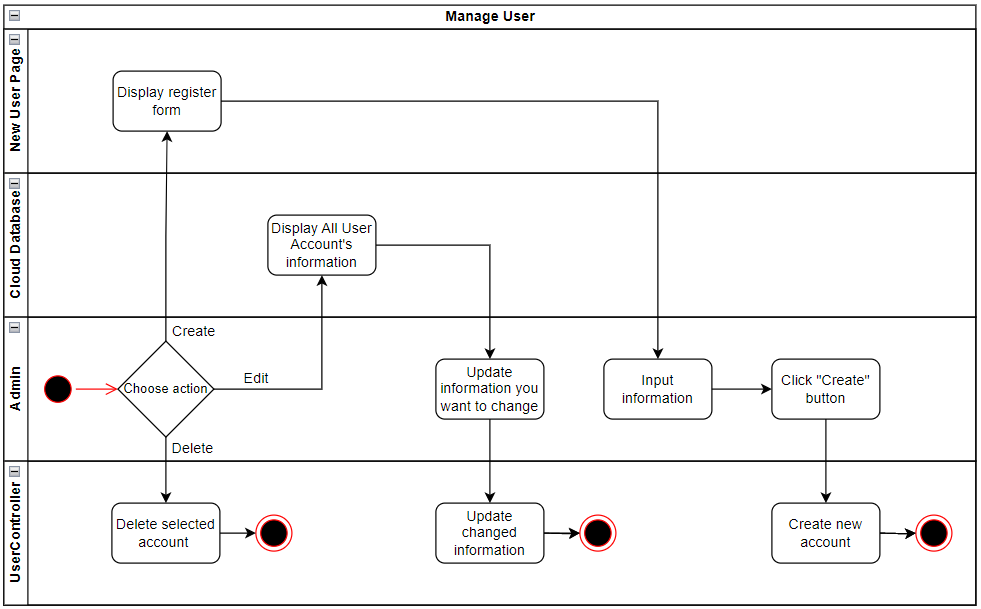 Manage User
New User Page
Display register
form
Cloud Database
Display All User
Account's
information
Admin
Create
Choose action
Edit
Delete
Update
information you
want to change
Input
information
Click "Create"
button
UserController
Delete selected
account
Update
changed
information
Create new
account